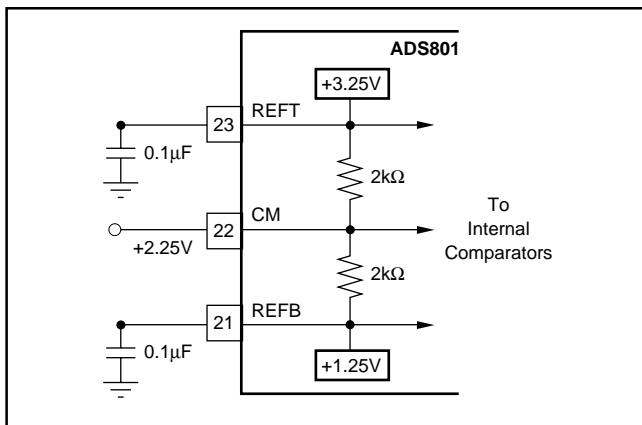 ADS801
+3.25V
23
REFT
0.1µF
2kΩ
To
Internal
Comparators
22
CM
+2.25V
2kΩ
21
REFB
0.1µF
+1.25V